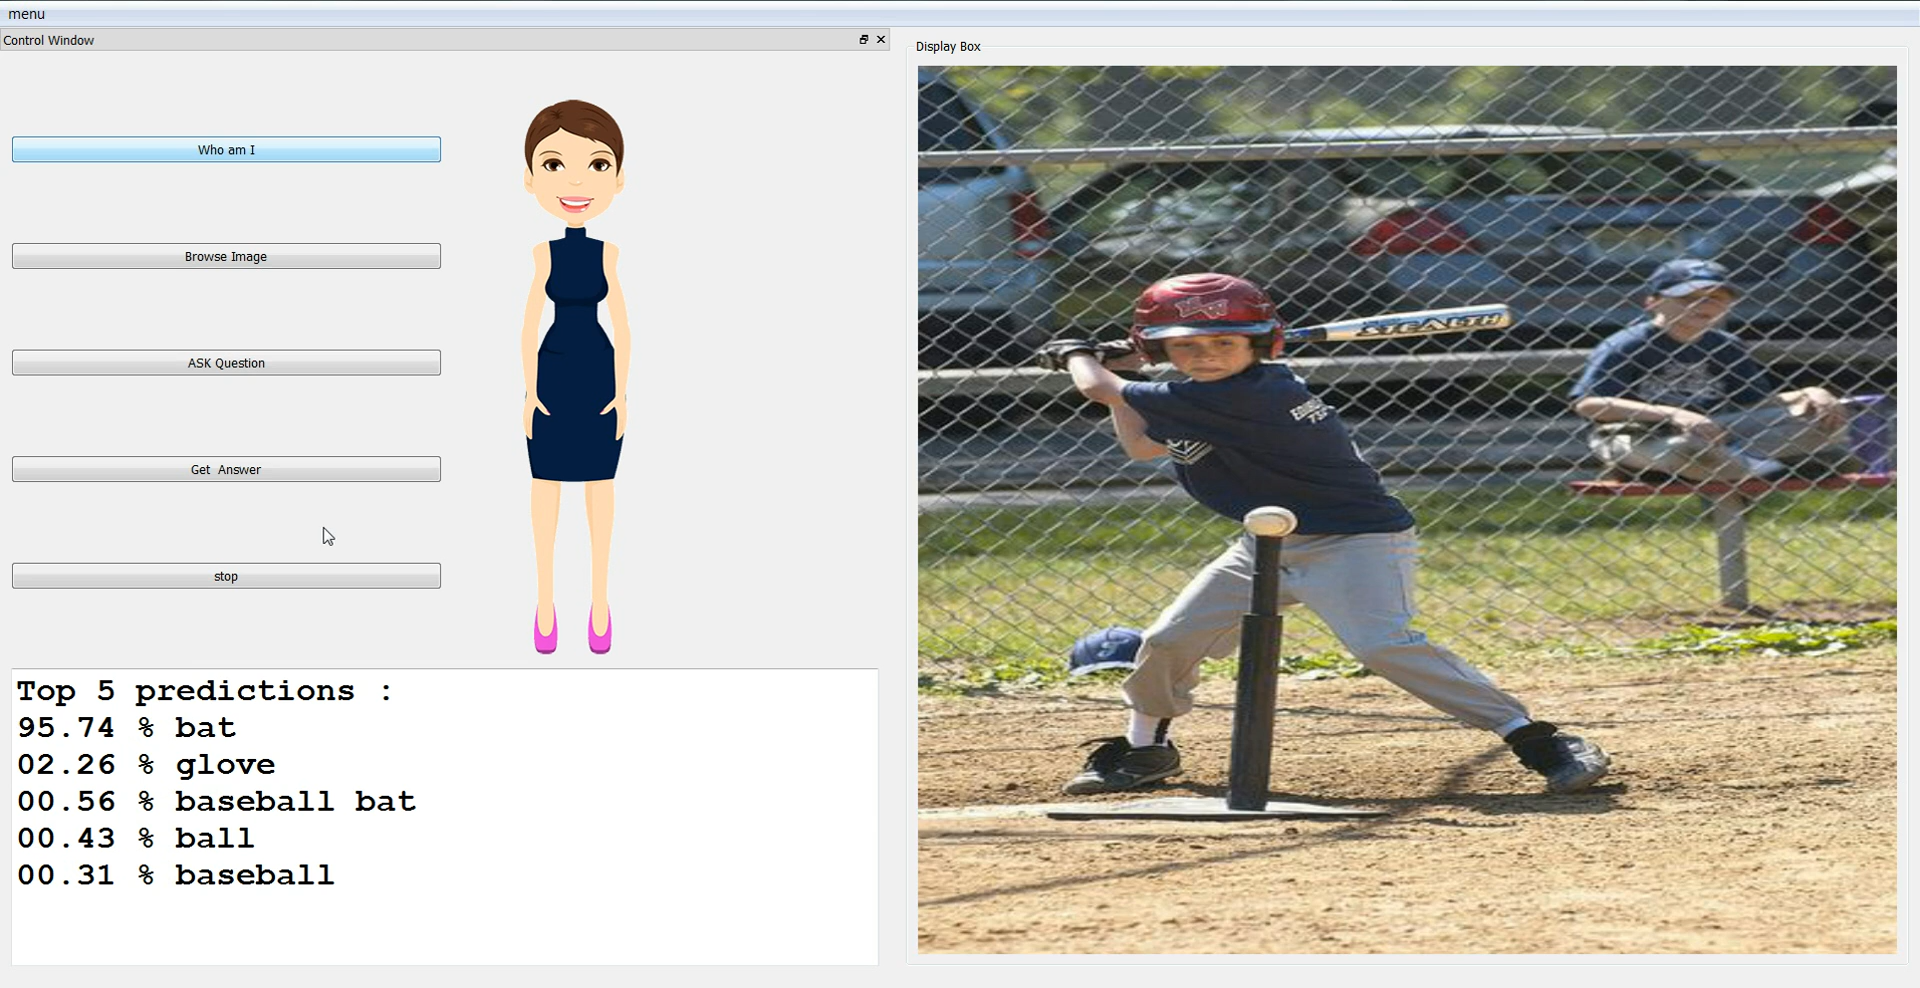 menu
Control Window
Who am I
Browse Image
ASK Question
Get Answer
stop
Top 5 predictions :
95.74 % bat
02.26 % glove
00.56 % baseball bat
00.43 % ball
00.31 % baseball
Display Box
STEALTH